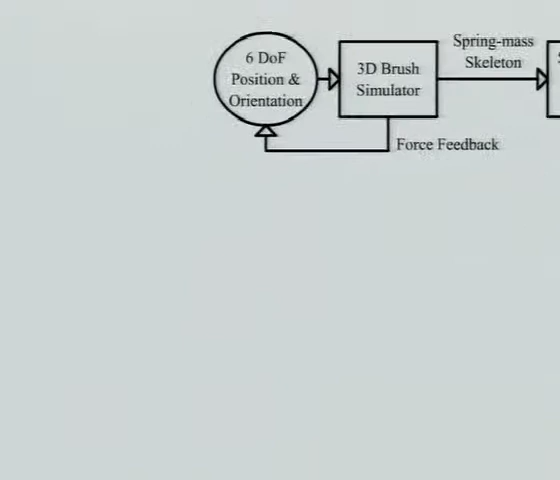 6 DoF
Position &
Orientation
3D Brush
Simulator
Spring-mass
Skeleton
Force Feedback